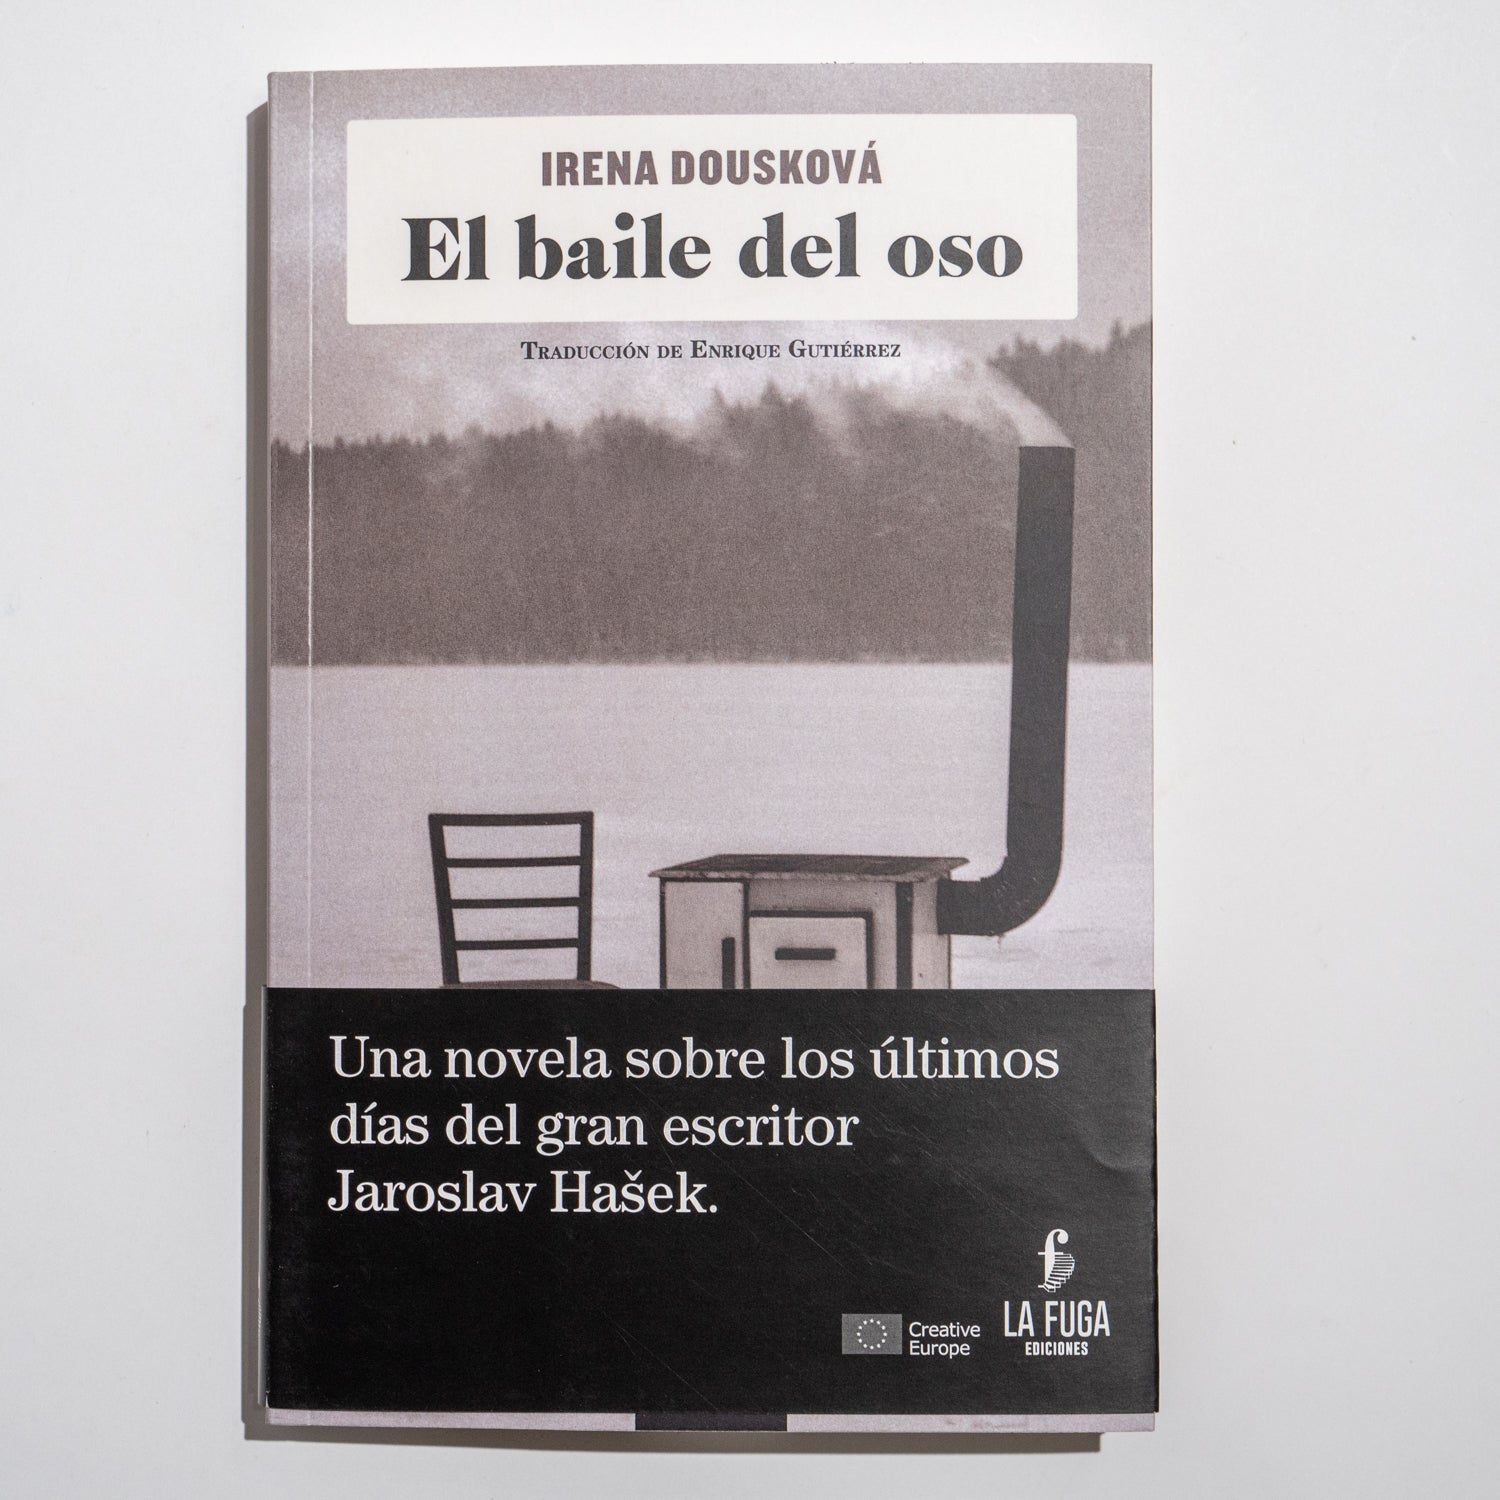 IRENA DOUSKOVÁ
El baile del oso
TRADUCCIÓN DE ENRIQUE GUTIÉRREZ
Una novela sobre los últimos
días del gran escritor
Jaroslav Hašek.
Creative
Europe
f
LA FUGA
EDICIONES